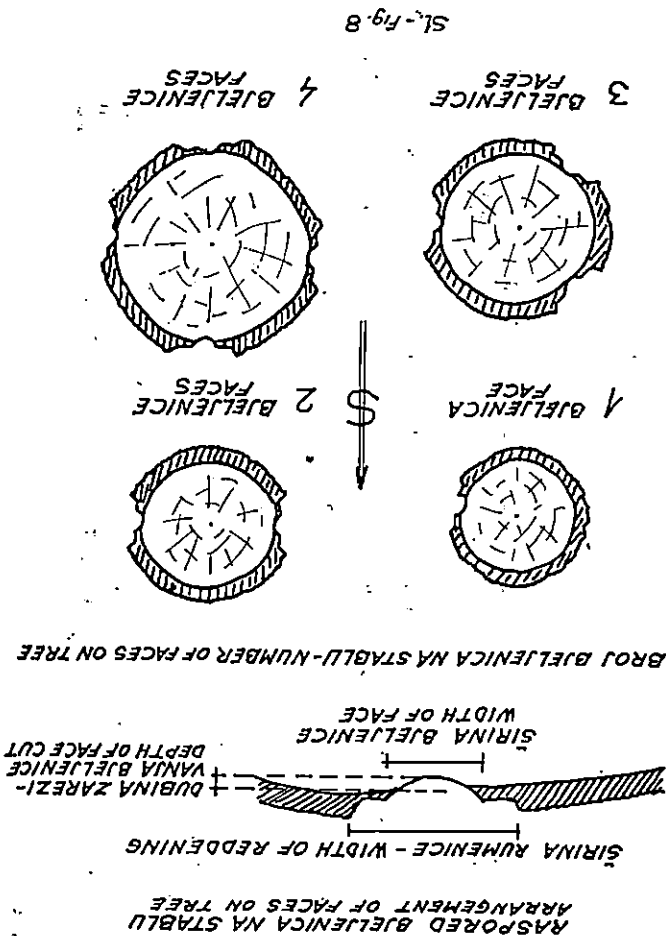 RASPORED BJELJENICA NA STABLU
ARRANGEMENT OF FACES ON TREE
ŠIRINA RUMENICE - WIDTH OF REDDENING
DUBINA ZAREZI-
VANJA BJELJENICE
DEPTH OF FACE CUT
ŠIRINA BJELJENICE
WIDTH OF FACE
BROJ BJELJENICA NA STABLU - NUMBER OF FACES ON TREE
1 BJELJENICA
FACE
2 BJELJENICE
FACES
S
3 BJELJENICE
FACES
4 BJELJENICE
FACES
Sl.-Fig. 8